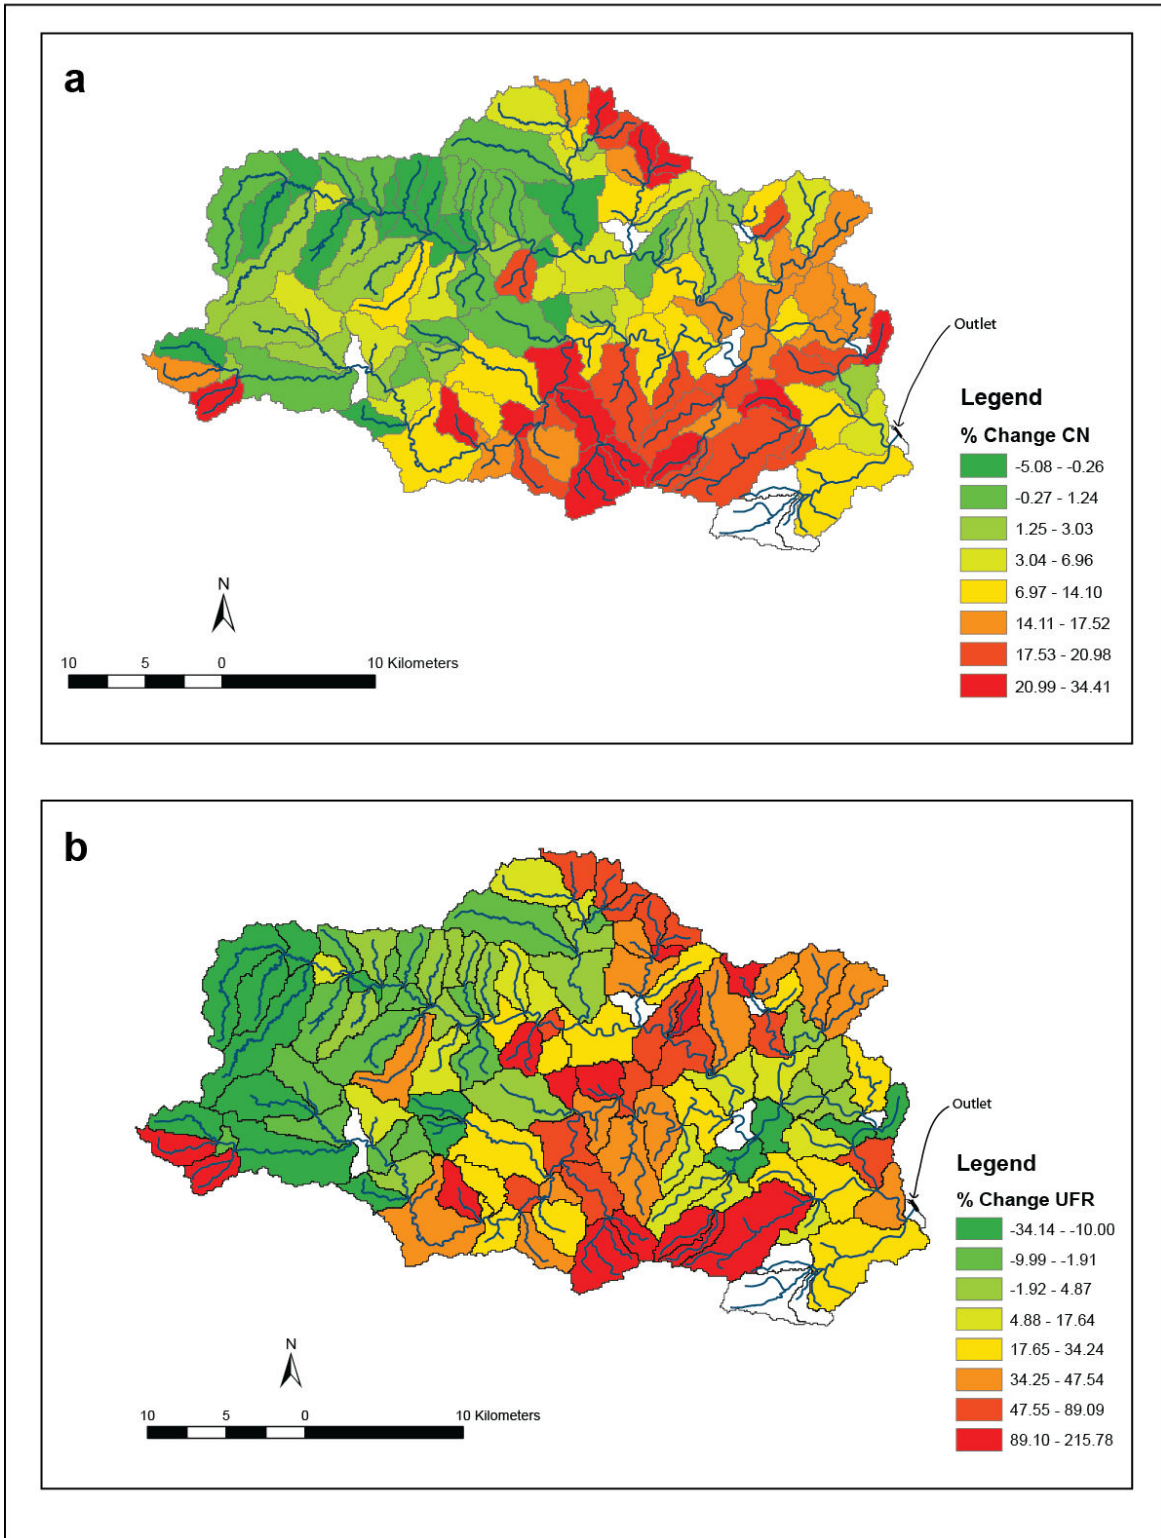 a
Outlet
Legend
% Change CN
-5.08 - -0.26
-0.27 - 1.24
1.25 - 3.03
3.04 - 6.96
6.97 - 14.10
14.11 - 17.52
17.53 - 20.98
20.99 - 34.41
N
10 5 0 10 Kilometers
b
Outlet
Legend
% Change UFR
-34.14 - -10.00
-9.99 - -1.91
-1.92 - 4.87
4.88 - 17.64
17.65 - 34.24
34.25 - 47.54
47.55 - 89.09
89.10 - 215.78
N
10 5 0 10 Kilometers